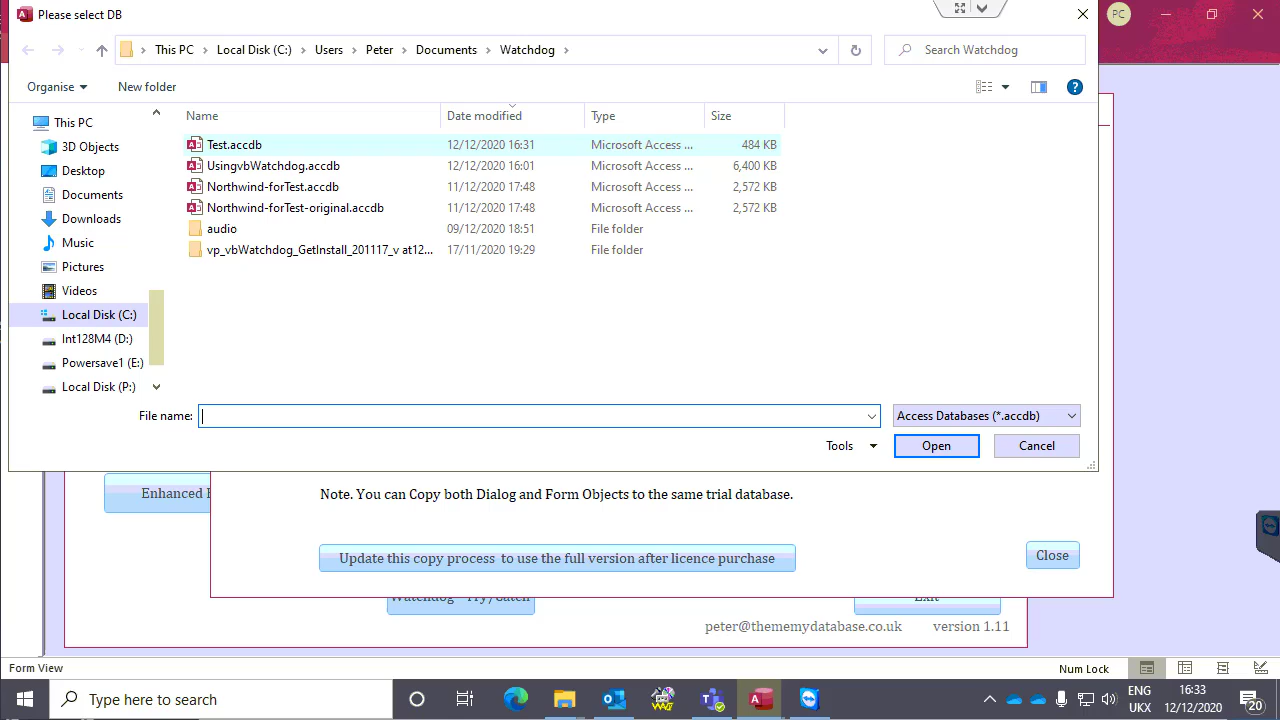 Please select DB
PC
This PC > Local Disk (C:) > Users > Peter > Documents > Watchdog >
Search Watchdog
Organise New folder
Name Date modified Type Size
This PC
3D Objects
Desktop
Documents
Downloads
Music
Pictures
Videos
Local Disk (C:)
Int128M4 (D:)
Powersave1 (E:)
Local Disk (P:)
Test.accdb 12/12/2020 16:31 Microsoft Access ... 484 KB
UsingvbWatchdog.accdb 12/12/2020 16:01 Microsoft Access ... 6,400 KB
Northwind-forTest.accdb 11/12/2020 17:48 Microsoft Access ... 2,572 KB
Northwind-forTest-original.accdb 11/12/2020 17:48 Microsoft Access ... 2,572 KB
audio 09/12/2020 18:51 File folder
vp_vbWatchdog_GetInstall_201117_v at12... 17/11/2020 19:29 File folder
File name: Access Databases (*.accdb)
Tools Open Cancel
Enhanced
Note. You can Copy both Dialog and Form Objects to the same trial database.
Update this copy process to use the full version after licence purchase
Close
Watchdog - Try/Catch
Exit
peter@thememydatabase.co.uk version 1.11
Form View Num Lock
Type here to search
ENG
UKX
16:33
12/12/2020
20